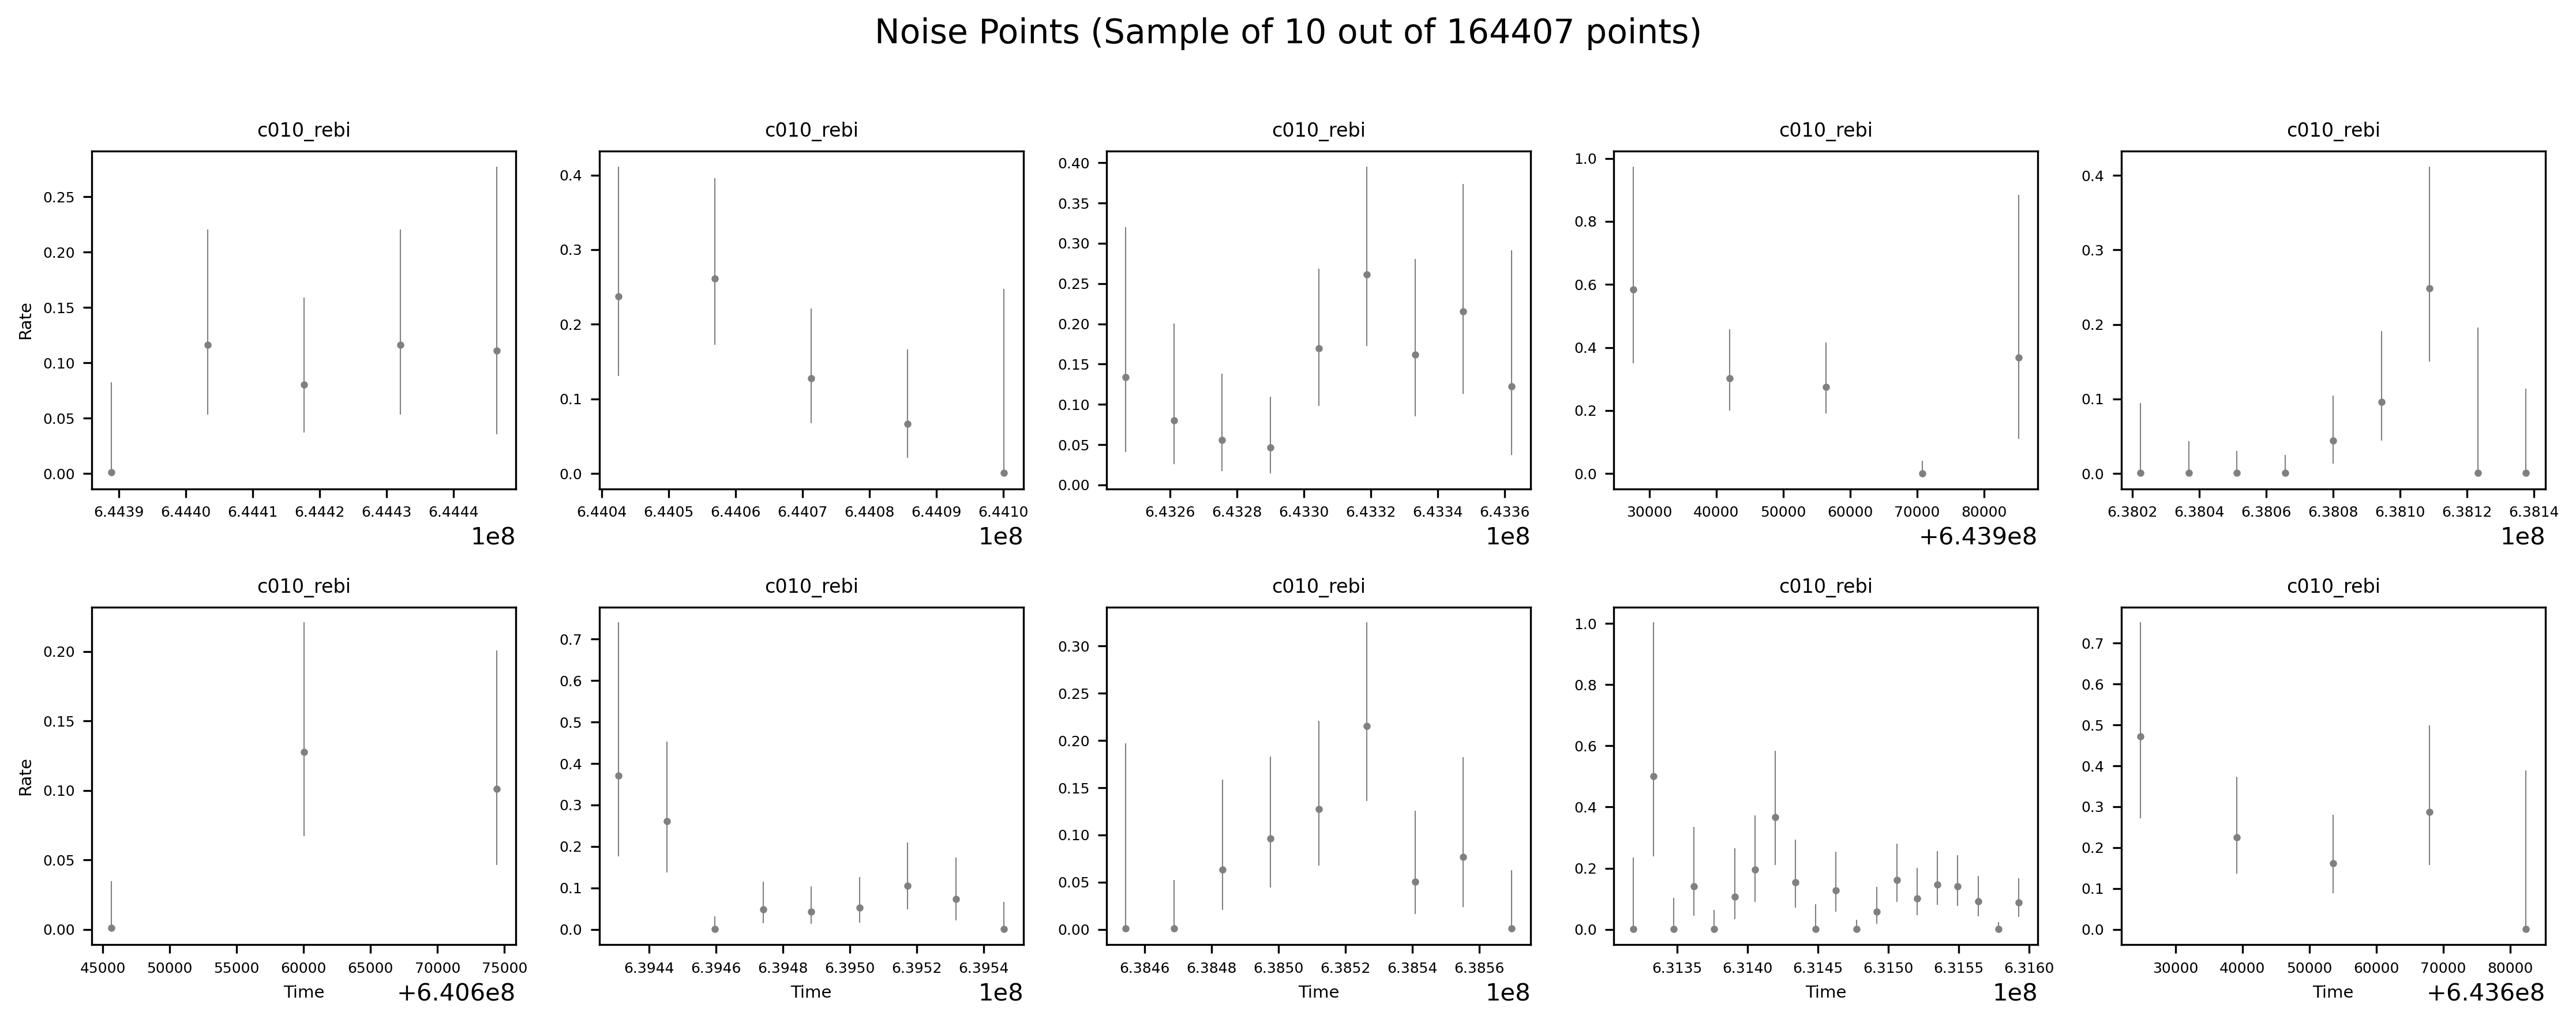 Noise Points (Sample of 10 out of 164407 points)
c010_rebi c010_rebi c010_rebi c010_rebi c010_rebi
Rate
0.25
0.20
0.15
0.10
0.05
0.00
6.4439 6.4440 6.4441 6.4442 6.4443 6.4444
1e8
0.4
0.3
0.2
0.1
0.0
6.4404 6.4405 6.4406 6.4407 6.4408 6.4409 6.4410
1e8
0.40
0.35
0.30
0.25
0.20
0.15
0.10
0.05
0.00
6.4326 6.4328 6.4330 6.4332 6.4334 6.4336
1e8
1.0
0.8
0.6
0.4
0.2
0.0
30000 40000 50000 60000 70000 80000
+6.439e8
0.4
0.3
0.2
0.1
0.0
6.3802 6.3804 6.3806 6.3808 6.3810 6.3812 6.3814
1e8
c010_rebi c010_rebi c010_rebi c010_rebi c010_rebi
Rate
0.20
0.15
0.10
0.05
0.00
45000 50000 55000 60000 65000 70000 75000
Time +6.406e8
0.7
0.6
0.5
0.4
0.3
0.2
0.1
0.0
6.3944 6.3946 6.3948 6.3950 6.3952 6.3954
Time 1e8
0.30
0.25
0.20
0.15
0.10
0.05
0.00
6.3846 6.3848 6.3850 6.3852 6.3854 6.3856
Time 1e8
1.0
0.8
0.6
0.4
0.2
0.0
6.3135 6.3140 6.3145 6.3150 6.3155 6.3160
Time 1e8
0.7
0.6
0.5
0.4
0.3
0.2
0.1
0.0
30000 40000 50000 60000 70000 80000
Time +6.436e8